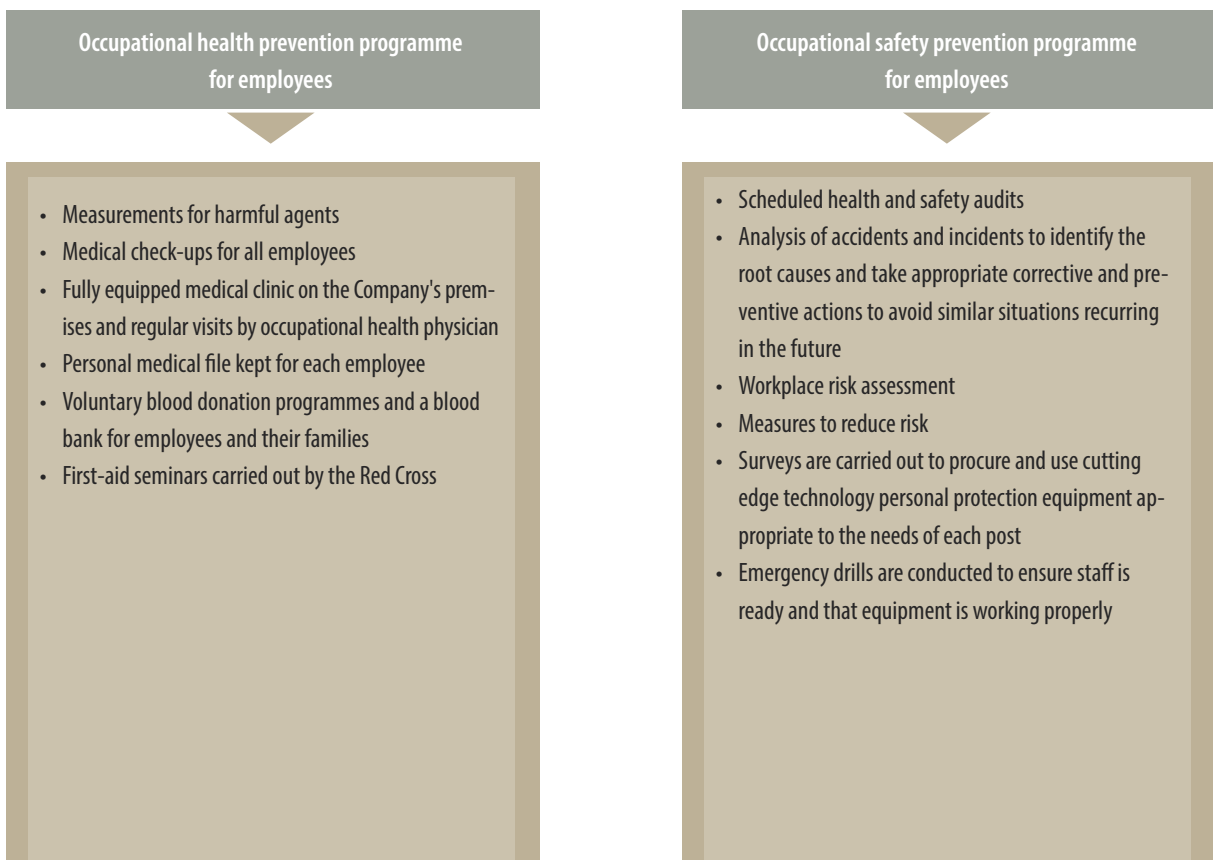 Occupational health prevention programme
for employees
• Measurements for harmful agents
• Medical check-ups for all employees
• Fully equipped medical clinic on the Company's prem-
ises and regular visits by occupational health physician
• Personal medical file kept for each employee
• Voluntary blood donation programmes and a blood
bank for employees and their families
• First-aid seminars carried out by the Red Cross
Occupational safety prevention programme
for employees
• Scheduled health and safety audits
• Analysis of accidents and incidents to identify the
root causes and take appropriate corrective and pre-
ventive actions to avoid similar situations recurring
in the future
• Workplace risk assessment
• Measures to reduce risk
• Surveys are carried out to procure and use cutting
edge technology personal protection equipment ap-
propriate to the needs of each post
• Emergency drills are conducted to ensure staff is
ready and that equipment is working properly